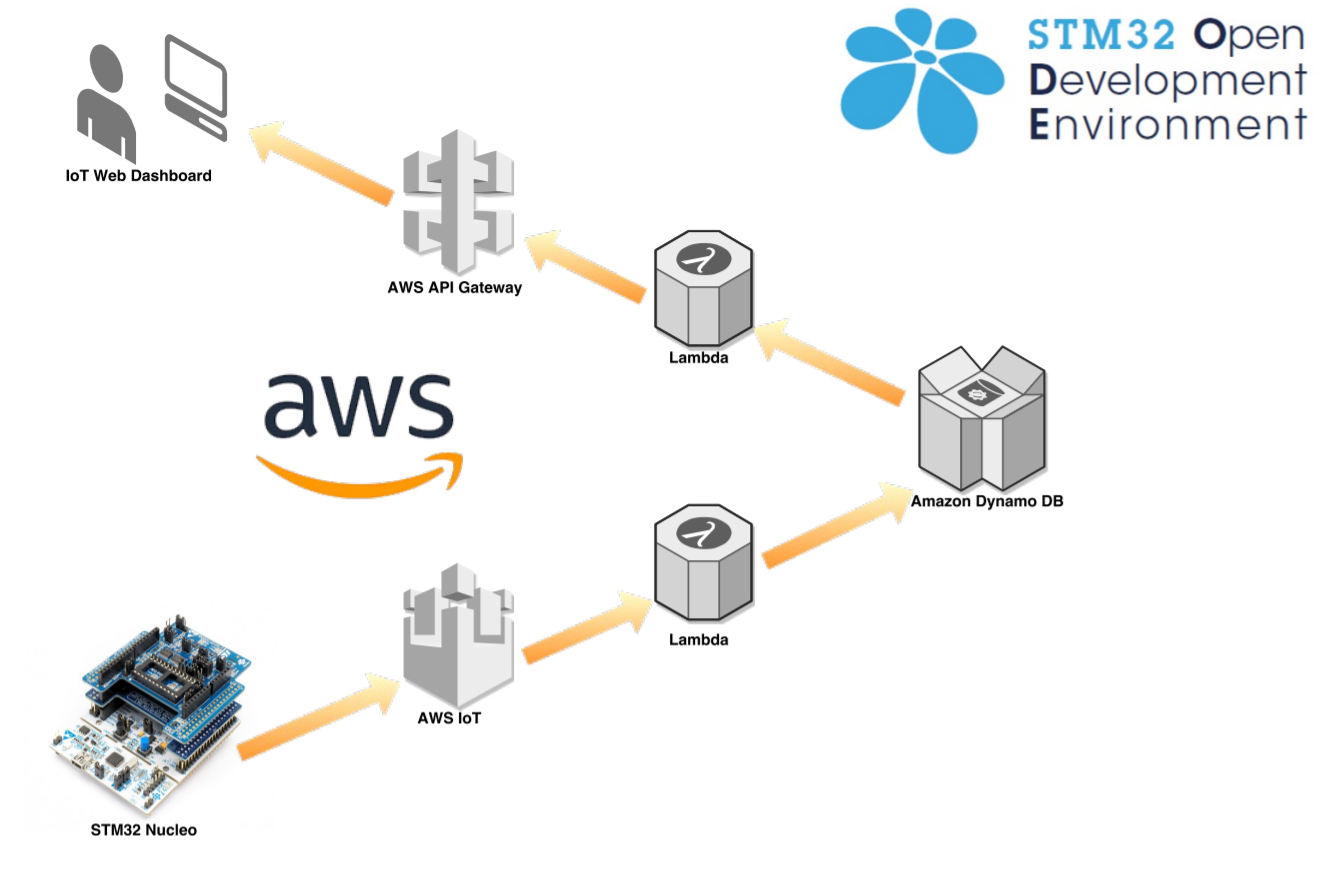 STM32 Open
Development
Environment
IoT Web Dashboard
AWS API Gateway
Lambda
aws
Amazon Dynamo DB
Lambda
AWS IoT
STM32 Nucleo